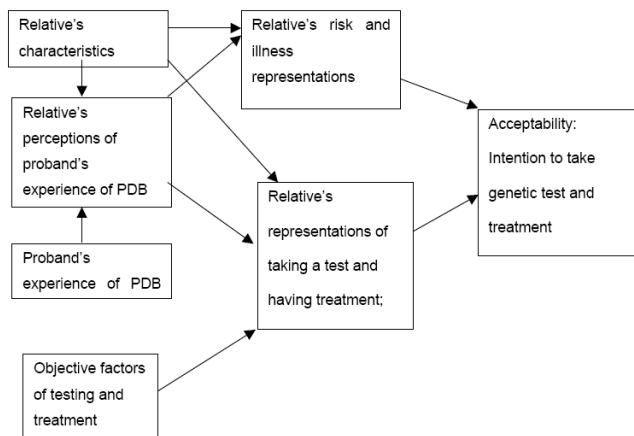 Relative’s
characteristics
Relative’s risk and
illness
representations
Relative’s
perceptions of
proband’s
experience of PDB
Acceptability:
Intention to take
genetic test and
treatment
Relative’s
representations of
taking a test and
having treatment;
Proband’s
experience of PDB
Objective factors
of testing and
treatment